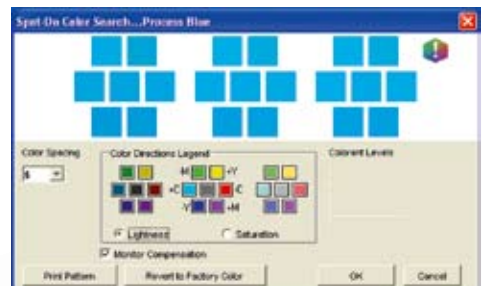 Spot-On Color Search...Process Blue
Color Spacing
Color Directions Legend
Colorant Levels
6
-M +Y
+C -C
-Y +M
Lightness Saturation
Monitor Compensation
Print Pattern Revert to Factory Color OK Cancel